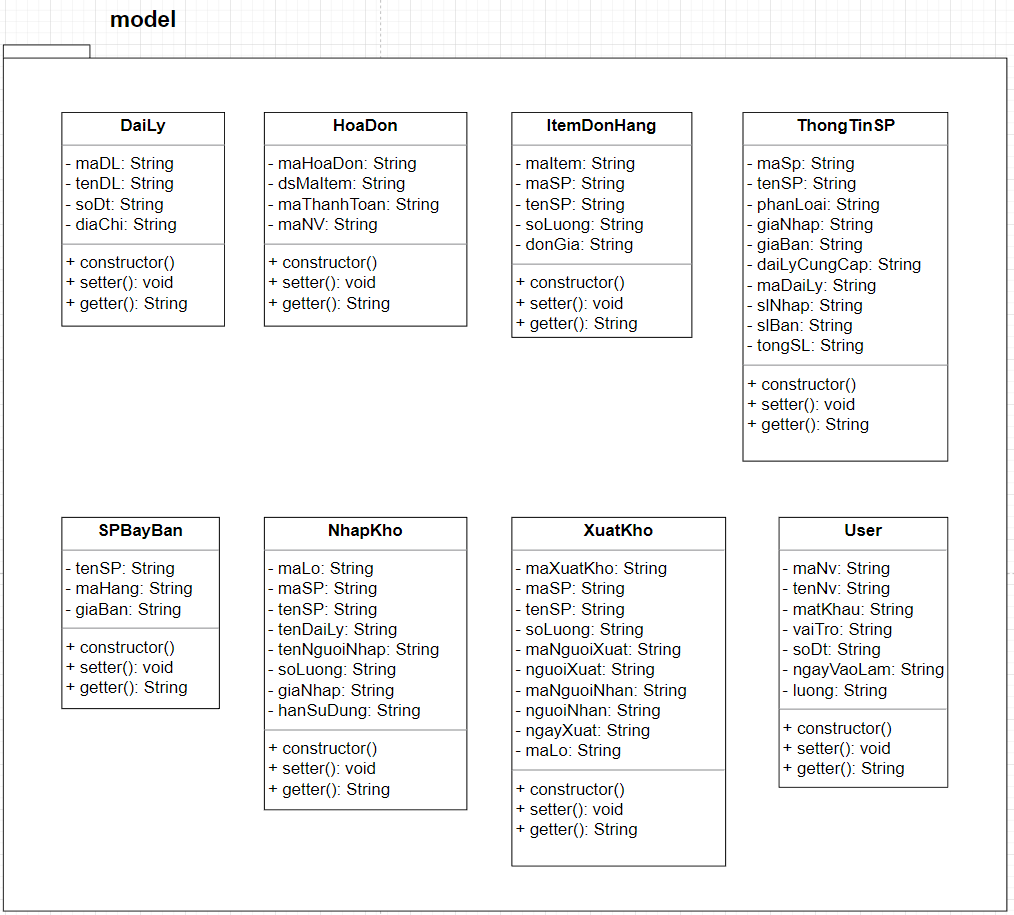 model
DaiLy
- maDL: String
- tenDL: String
- soDt: String
- diaChi: String
+ constructor()
+ setter(): void
+ getter(): String
HoaDon
- maHoaDon: String
- dsMaItem: String
- maThanhToan: String
- maNV: String
+ constructor()
+ setter(): void
+ getter(): String
ItemDonHang
- maItem: String
- maSP: String
- tenSP: String
- soLuong: String
- donGia: String
+ constructor()
+ setter(): void
+ getter(): String
ThongTinSP
- maSp: String
- tenSP: String
- phanLoai: String
- giaNhap: String
- giaBan: String
- daiLyCungCap: String
- maDaiLy: String
- slNhap: String
- slBan: String
- tongSL: String
+ constructor()
+ setter(): void
+ getter(): String
SPBayBan
- tenSP: String
- maHang: String
- giaBan: String
+ constructor()
+ setter(): void
+ getter(): String
NhapKho
- maLo: String
- maSP: String
- tenSP: String
- tenDaiLy: String
- tenNguoiNhap: String
- soLuong: String
- giaNhap: String
- hanSuDung: String
+ constructor()
+ setter(): void
+ getter(): String
XuatKho
- maXuatKho: String
- maSP: String
- tenSP: String
- soLuong: String
- maNguoiXuat: String
- nguoiXuat: String
- maNguoiNhan: String
- nguoiNhan: String
- ngayXuat: String
- maLo: String
+ constructor()
+ setter(): void
+ getter(): String
User
- maNv: String
- tenNv: String
- matKhau: String
- vaiTro: String
- soDt: String
- ngayVaoLam: String
- luong: String
+ constructor()
+ setter(): void
+ getter(): String